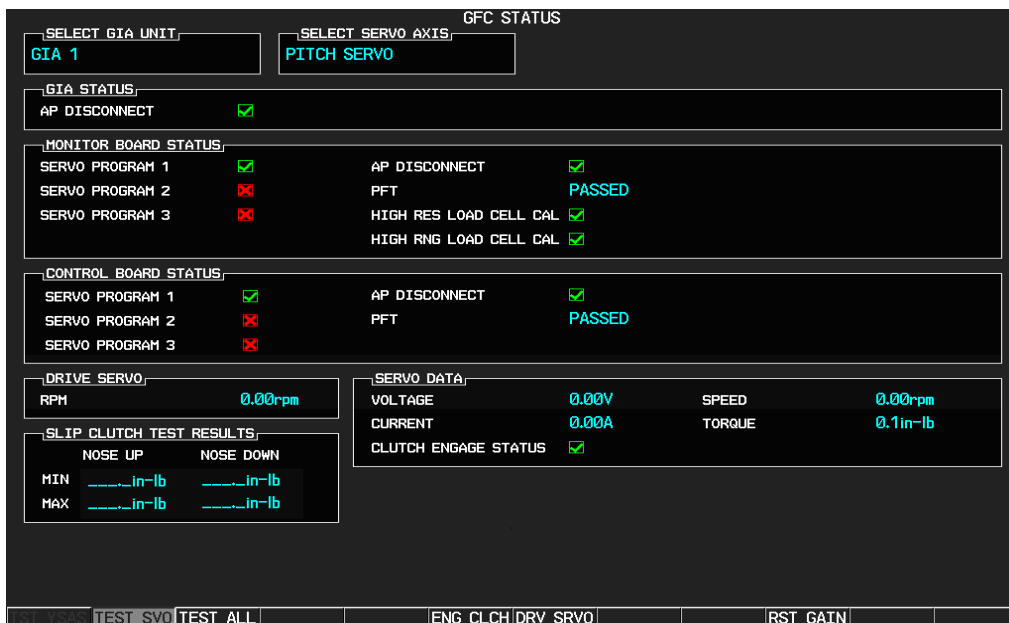 GFC STATUS
SELECT GIA UNIT SELECT SERVO AXIS
GIA 1 PITCH SERVO
GIA STATUS
AP DISCONNECT
MONITOR BOARD STATUS
SERVO PROGRAM 1 AP DISCONNECT
SERVO PROGRAM 2 PFT PASSED
SERVO PROGRAM 3 HIGH RES LOAD CELL CAL
HIGH RNG LOAD CELL CAL
CONTROL BOARD STATUS
SERVO PROGRAM 1 AP DISCONNECT
SERVO PROGRAM 2 PFT PASSED
SERVO PROGRAM 3
DRIVE SERVO SERVO DATA
RPM 0.00rpm VOLTAGE 0.00V SPEED 0.00rpm
CURRENT 0.00A TORQUE 0.1in-lb
SLIP CLUTCH TEST RESULTS CLUTCH ENGAGE STATUS
NOSE UP NOSE DOWN
MIN ___._in-lb ___._in-lb
MAX ___._in-lb ___._in-lb
TST YSAS TEST SVO TEST ALL ENG CLCH DRV SRVO RST GAIN